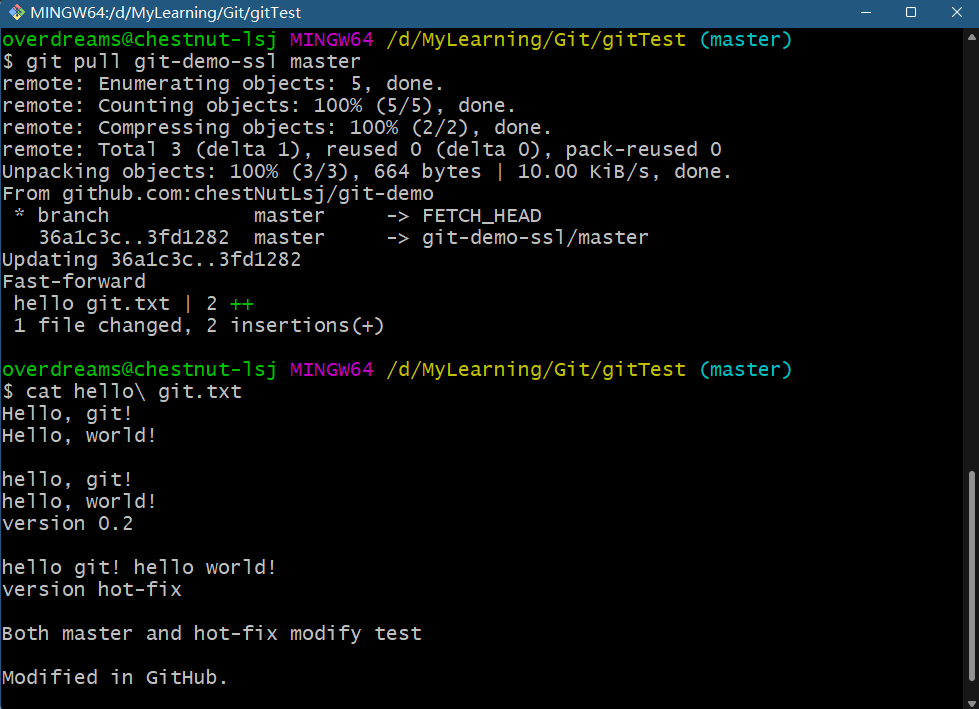 MINGW64:/d/MyLearning/Git/gitTest
overdreams@chestnut-lsj MINGW64 /d/MyLearning/Git/gitTest (master)
$ git pull git-demo-ssl master
remote: Enumerating objects: 5, done.
remote: Counting objects: 100% (5/5), done.
remote: Compressing objects: 100% (2/2), done.
remote: Total 3 (delta 1), reused 0 (delta 0), pack-reused 0
Unpacking objects: 100% (3/3), 664 bytes | 10.00 KiB/s, done.
From github.com:chestNutLsj/git-demo
 * branch            master     -> FETCH_HEAD
   36a1c3c..3fd1282  master     -> git-demo-ssl/master
Updating 36a1c3c..3fd1282
Fast-forward
 hello git.txt | 2 ++
 1 file changed, 2 insertions(+)
overdreams@chestnut-lsj MINGW64 /d/MyLearning/Git/gitTest (master)
$ cat hello\ git.txt
Hello, git!
Hello, world!
hello, git!
hello, world!
version 0.2
hello git! hello world!
version hot-fix
Both master and hot-fix modify test
Modified in GitHub.